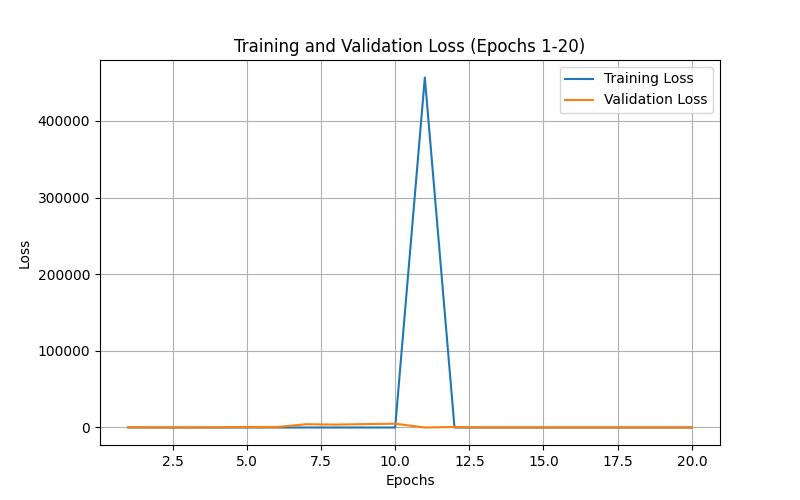 Training and Validation Loss (Epochs 1-20)
Training Loss
Validation Loss
400000
300000
200000
100000
0
Loss
2.5 5.0 7.5 10.0 12.5 15.0 17.5 20.0
Epochs